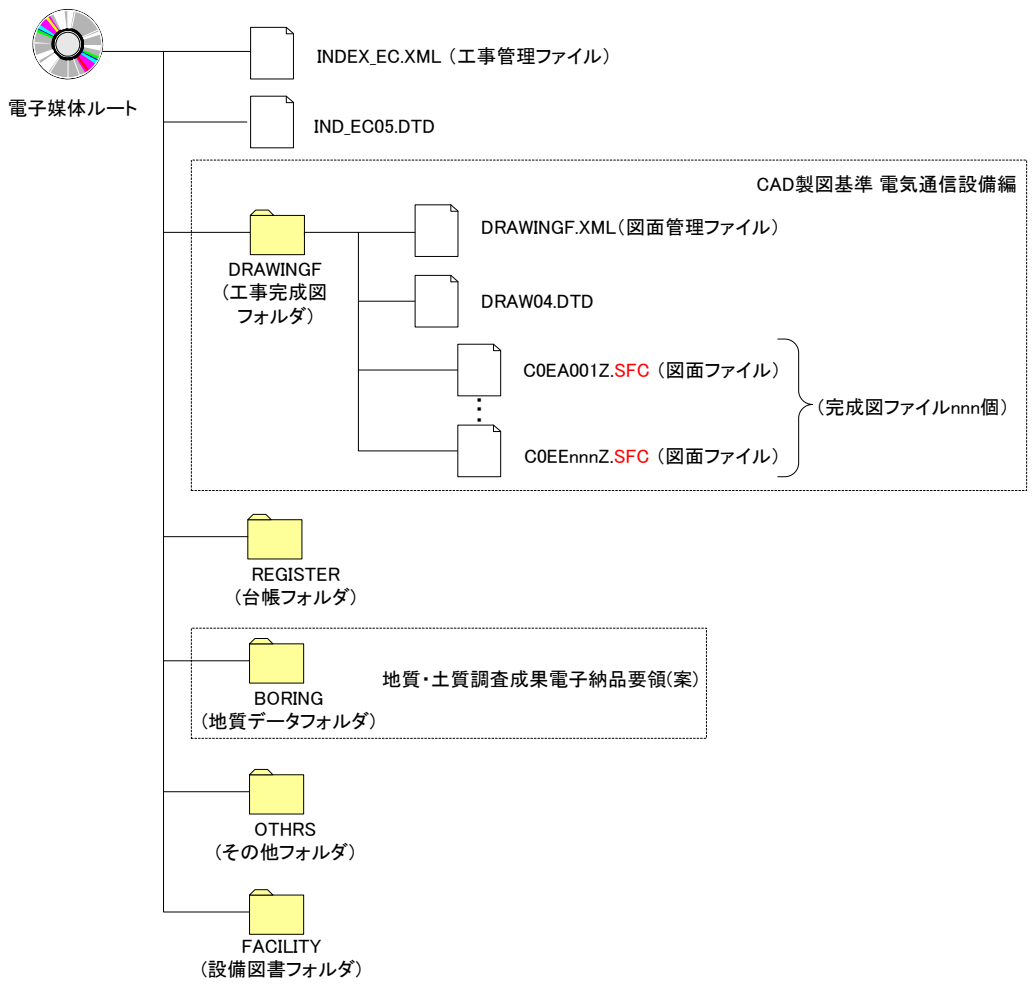 電子媒体ルート
INDEX_EC.XML （工事管理ファイル）
IND_EC05.DTD
CAD製図基準 電気通信設備編
DRAWINGF
（工事完成図
フォルダ）
DRAWINGF.XML（図面管理ファイル）
DRAW04.DTD
C0EA001Z.SFC （図面ファイル）
C0EEnnnZ.SFC （図面ファイル）
（完成図ファイルnnn個）
REGISTER
（台帳フォルダ）
BORING
（地質データフォルダ）
地質・土質調査成果電子納品要領(案)
OTHRS
（その他フォルダ）
FACILITY
（設備図書フォルダ）